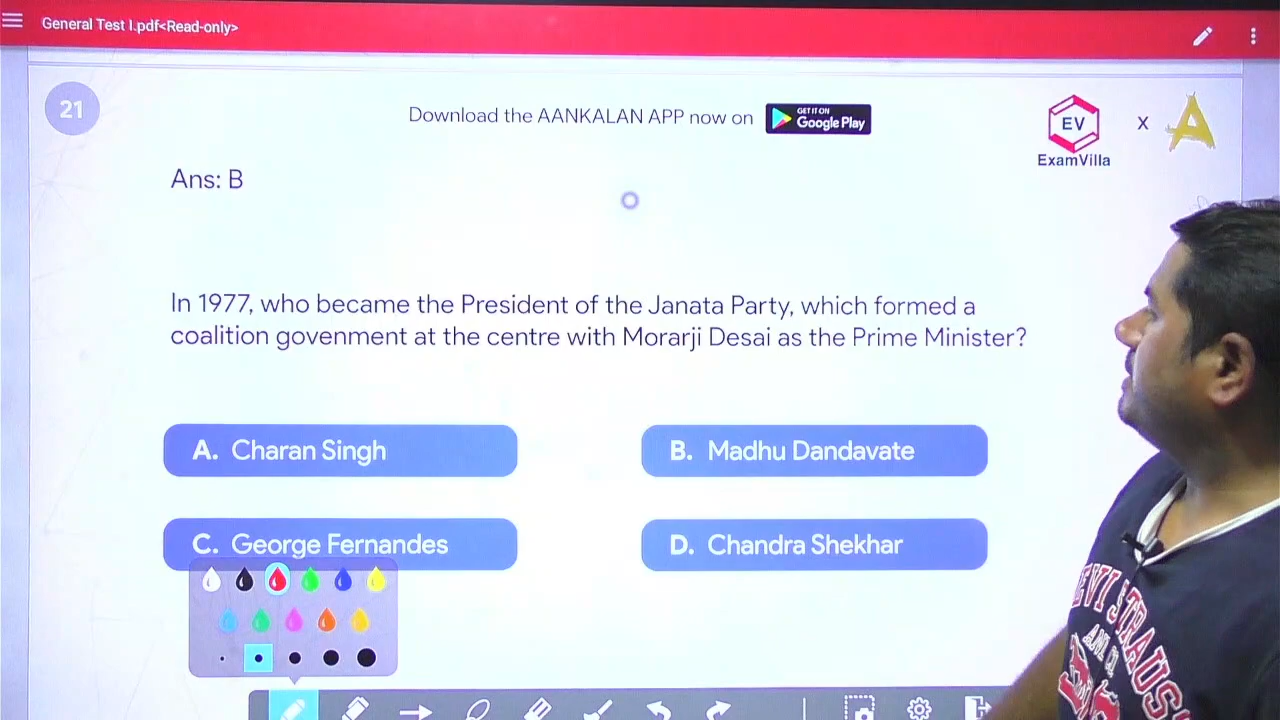 General Test I.pdf<Read-only>
21
Download the AANKALAN APP now on
GET IT ON
Google Play
EV
X
A
ExamVilla
Ans: B
In 1977, who became the President of the Janata Party, which formed a
coalition govenment at the centre with Morarji Desai as the Prime Minister?
A. Charan Singh
B. Madhu Dandavate
C. George Fernandes
D. Chandra Shekhar